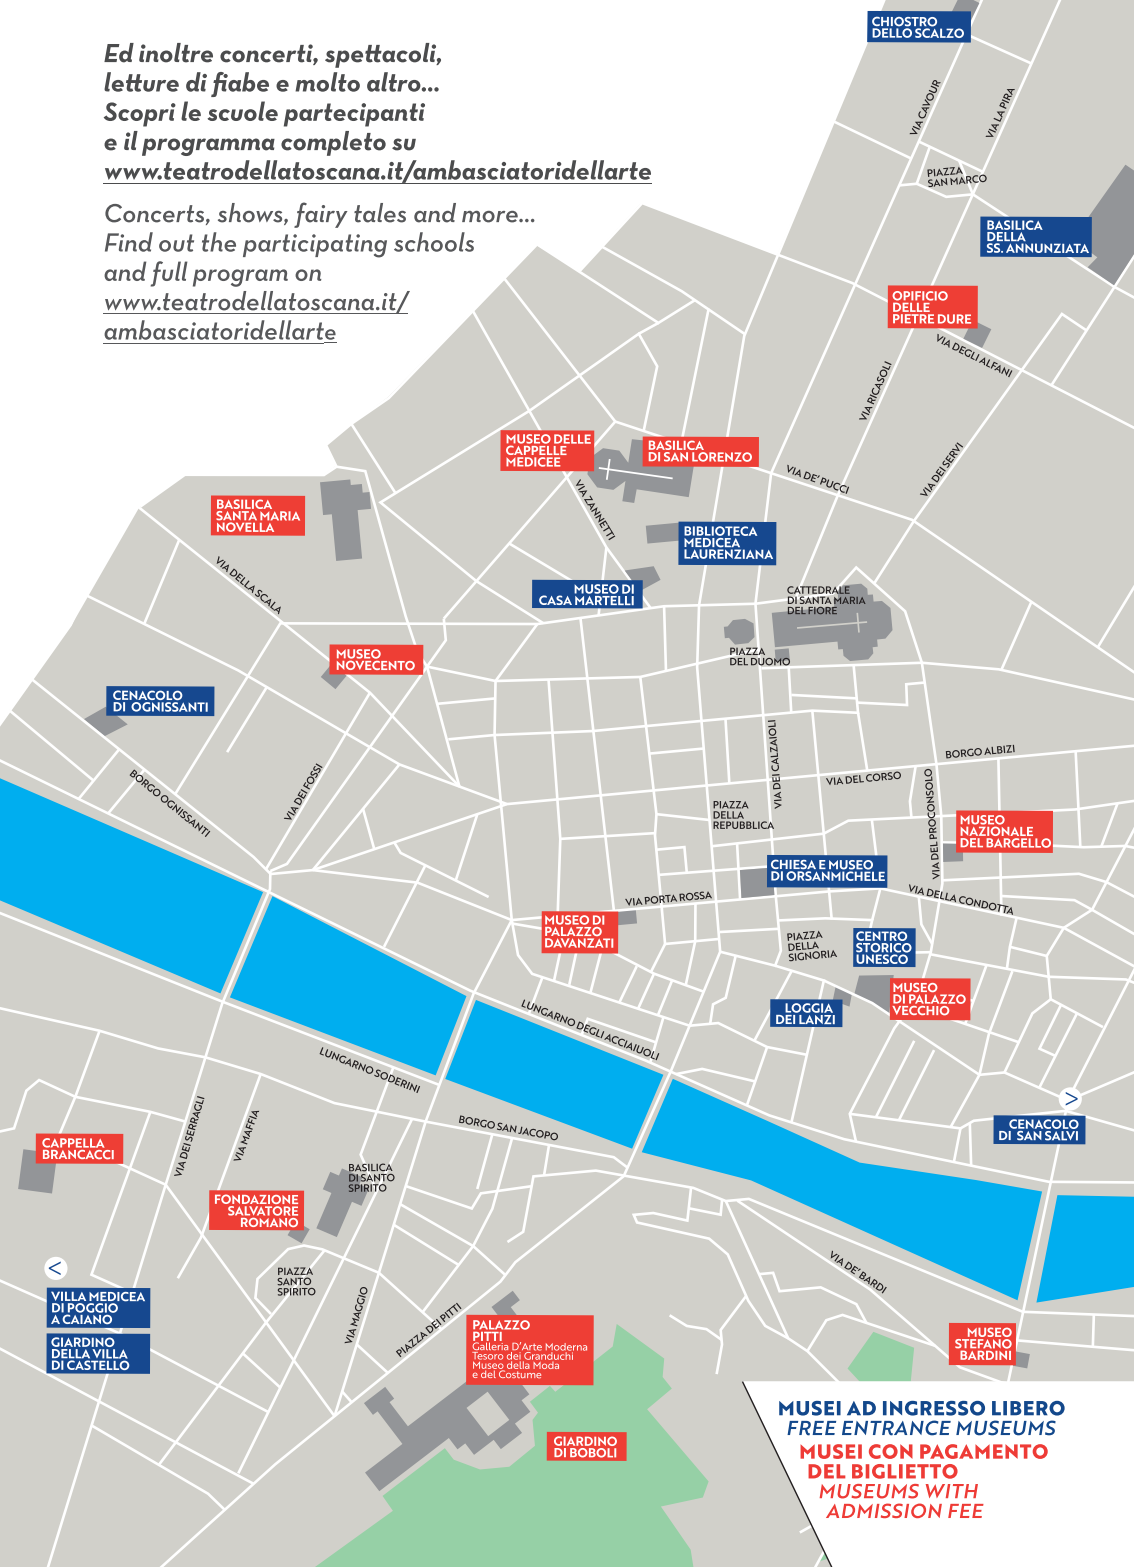 Ed inoltre concerti, spettacoli,
letture di fiabe e molto altro...
Scopri le scuole partecipanti
e il programma completo su
www.teatrodellatoscana.it/ambasciatoridellarte
Concerts, shows, fairy tales and more...
Find out the participating schools
and full program on
www.teatrodellatoscana.it/
ambasciatoridellarte
CHIOSTRO
DELLO SCALZO
VIA CAVOUR
VIA LA PIRA
PIAZZA
SAN MARCO
BASILICA
DELLA
SS. ANNUNZIATA
OPIFICIO
DELLE
PIETRE DURE
VIA DEGLI ALFANI
VIA RICASOLI
VIA DEI SERVI
MUSEO DELLE
CAPPELLE
MEDICEE
BASILICA
DI SAN LORENZO
VIA DE' PUCCI
VIA ZANNETTI
BASILICA
SANTA MARIA
NOVELLA
BIBLIOTECA
MEDICEA
LAURENZIANA
VIA DELLA SCALA
MUSEO DI
CASA MARTELLI
CATTEDRALE
DI SANTA MARIA
DEL FIORE
MUSEO
NOVECENTO
PIAZZA
DEL DUOMO
CENACOLO
DI OGNISSANTI
BORGO OGNISSANTI
VIA DEI FOSSI
VIA DEI CALZAIOLI
BORGO ALBIZI
VIA DEL CORSO
PIAZZA
DELLA
REPUBBLICA
VIA DEL PROCONSOLO
MUSEO
NAZIONALE
DEL BARGELLO
CHIESA E MUSEO
DI ORSANMICHELE
VIA PORTA ROSSA
VIA DELLA CONDOTTA
MUSEO DI
PALAZZO
DAVANZATI
PIAZZA
DELLA
SIGNORIA
CENTRO
STORICO
UNESCO
MUSEO
DI PALAZZO
VECCHIO
LOGGIA
DEI LANZI
LUNGARNO DEGLI ACCIAIUOLI
LUNGARNO SODERINI
>
CENACOLO
DI SAN SALVI
BORGO SAN JACOPO
VIA DEI SERRAGLI
VIA MAFFIA
CAPPELLA
BRANCACCI
BASILICA
DI SANTO
SPIRITO
FONDAZIONE
SALVATORE
ROMANO
<
VILLA MEDICEA
DI POGGIO
A CAIANO
GIARDINO
DELLA VILLA
DI CASTELLO
PIAZZA
SANTO
SPIRITO
VIA MAGGIO
PIAZZA DEI PITTI
VIA DE' BARDI
PALAZZO
PITTI
Galleria D'Arte Moderna
Tesoro dei Granduchi
Museo della Moda
e del Costume
MUSEO
STEFANO
BARDINI
GIARDINO
DI BOBOLI
MUSEI AD INGRESSO LIBERO
FREE ENTRANCE MUSEUMS
MUSEI CON PAGAMENTO
DEL BIGLIETTO
MUSEUMS WITH
ADMISSION FEE